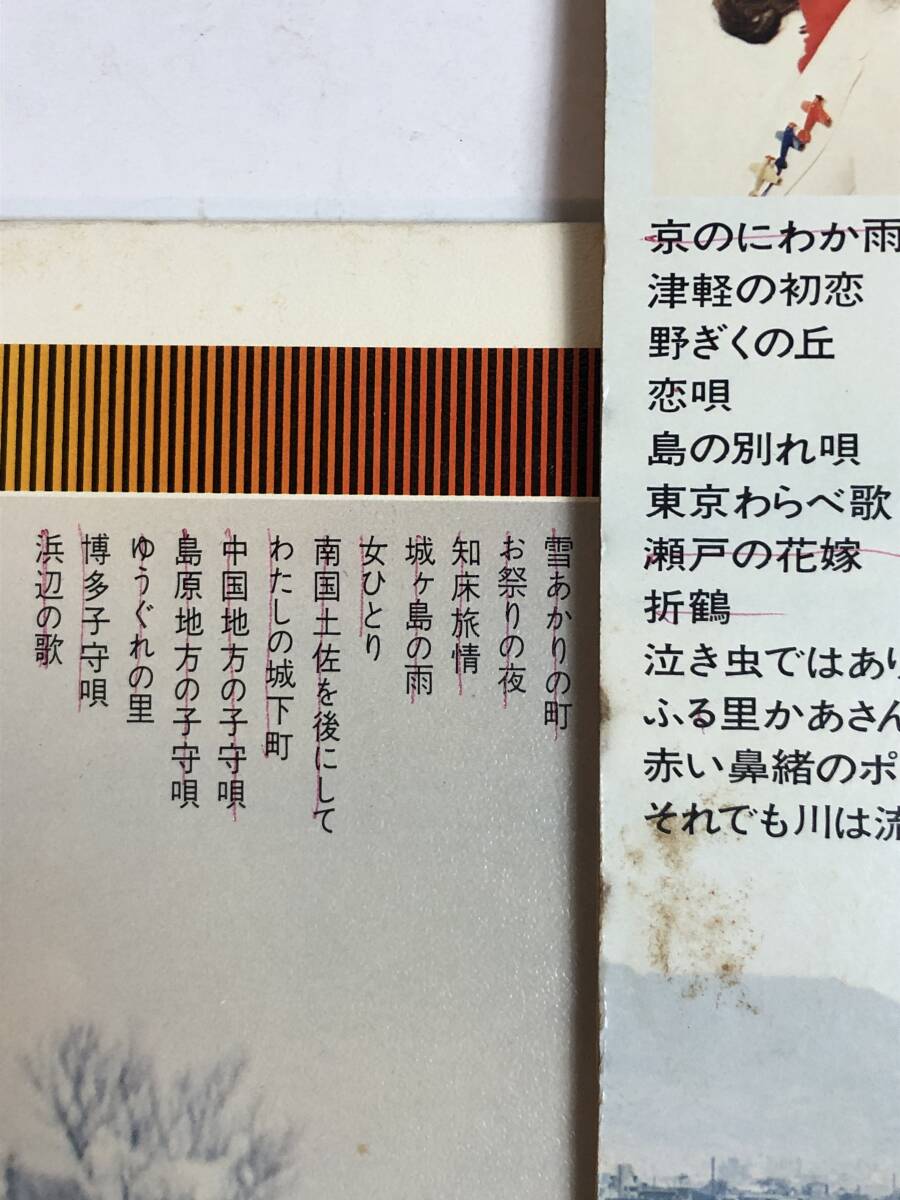 雪あかりの町
お祭りの夜
知床旅情
城ヶ島の雨
女ひとり
南国土佐を後にして
わたしの城下町
中国地方の子守唄
島原地方の子守唄
ゆうぐれの里
博多子守唄
浜辺の歌
京のにわか雨
津軽の初恋
野ぎくの丘
恋唄
島の別れ唄
東京わらべ歌
瀬戸の花嫁
折鶴
泣き虫ではあり
ふる里かあさん
赤い鼻緒のポ
それでも川は流